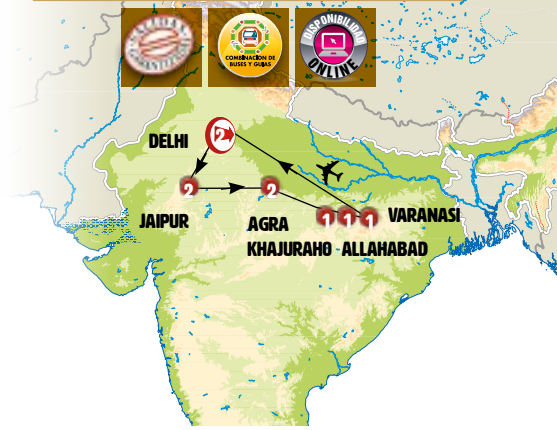 COMBINACIÓN DE
BUSES Y GUÍAS
DISPONIBILIDAD
ONLINE
DELHI
2
2
2
JAIPUR
AGRA
1 1 1
VARANASI
KHAJURAHO - ALLAHABAD